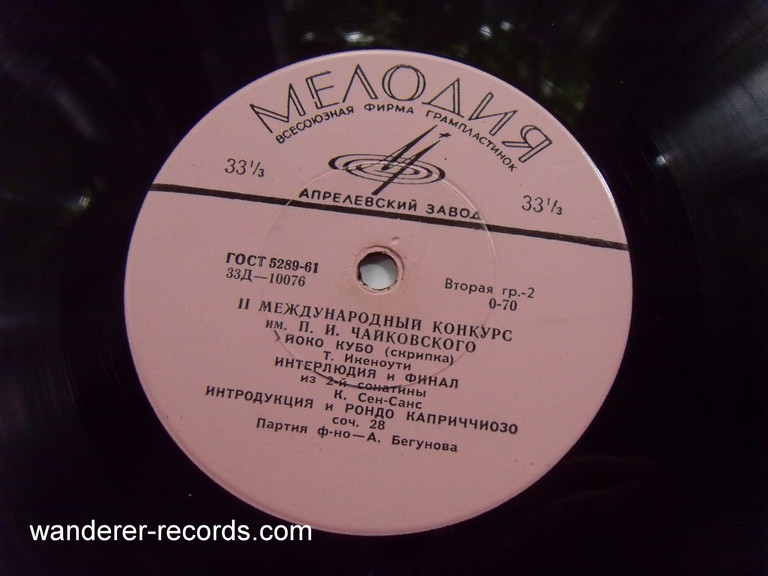 МЕЛОДИЯ
ВСЕСОЮЗНАЯ ФИРМА ГРАМПЛАСТИНОК
33⅓
33⅓
АПРЕЛЕВСКИЙ ЗАВОД
ГОСТ 5289-61
33Д—10076
Вторая гр.-2
0-70
II МЕЖДУНАРОДНЫЙ КОНКУРС
им. П. И. ЧАЙКОВСКОГО
ЙОКО КУБО (скрипка)
Т. Икеноути
ИНТЕРЛЮДИЯ и ФИНАЛ
из 2-й сонатины
К. Сен-Санс
ИНТРОДУКЦИЯ и РОНДО КАПРИЧЧИОЗО
соч. 28
Партия ф-но—А. Бегунова
wanderer-records.com